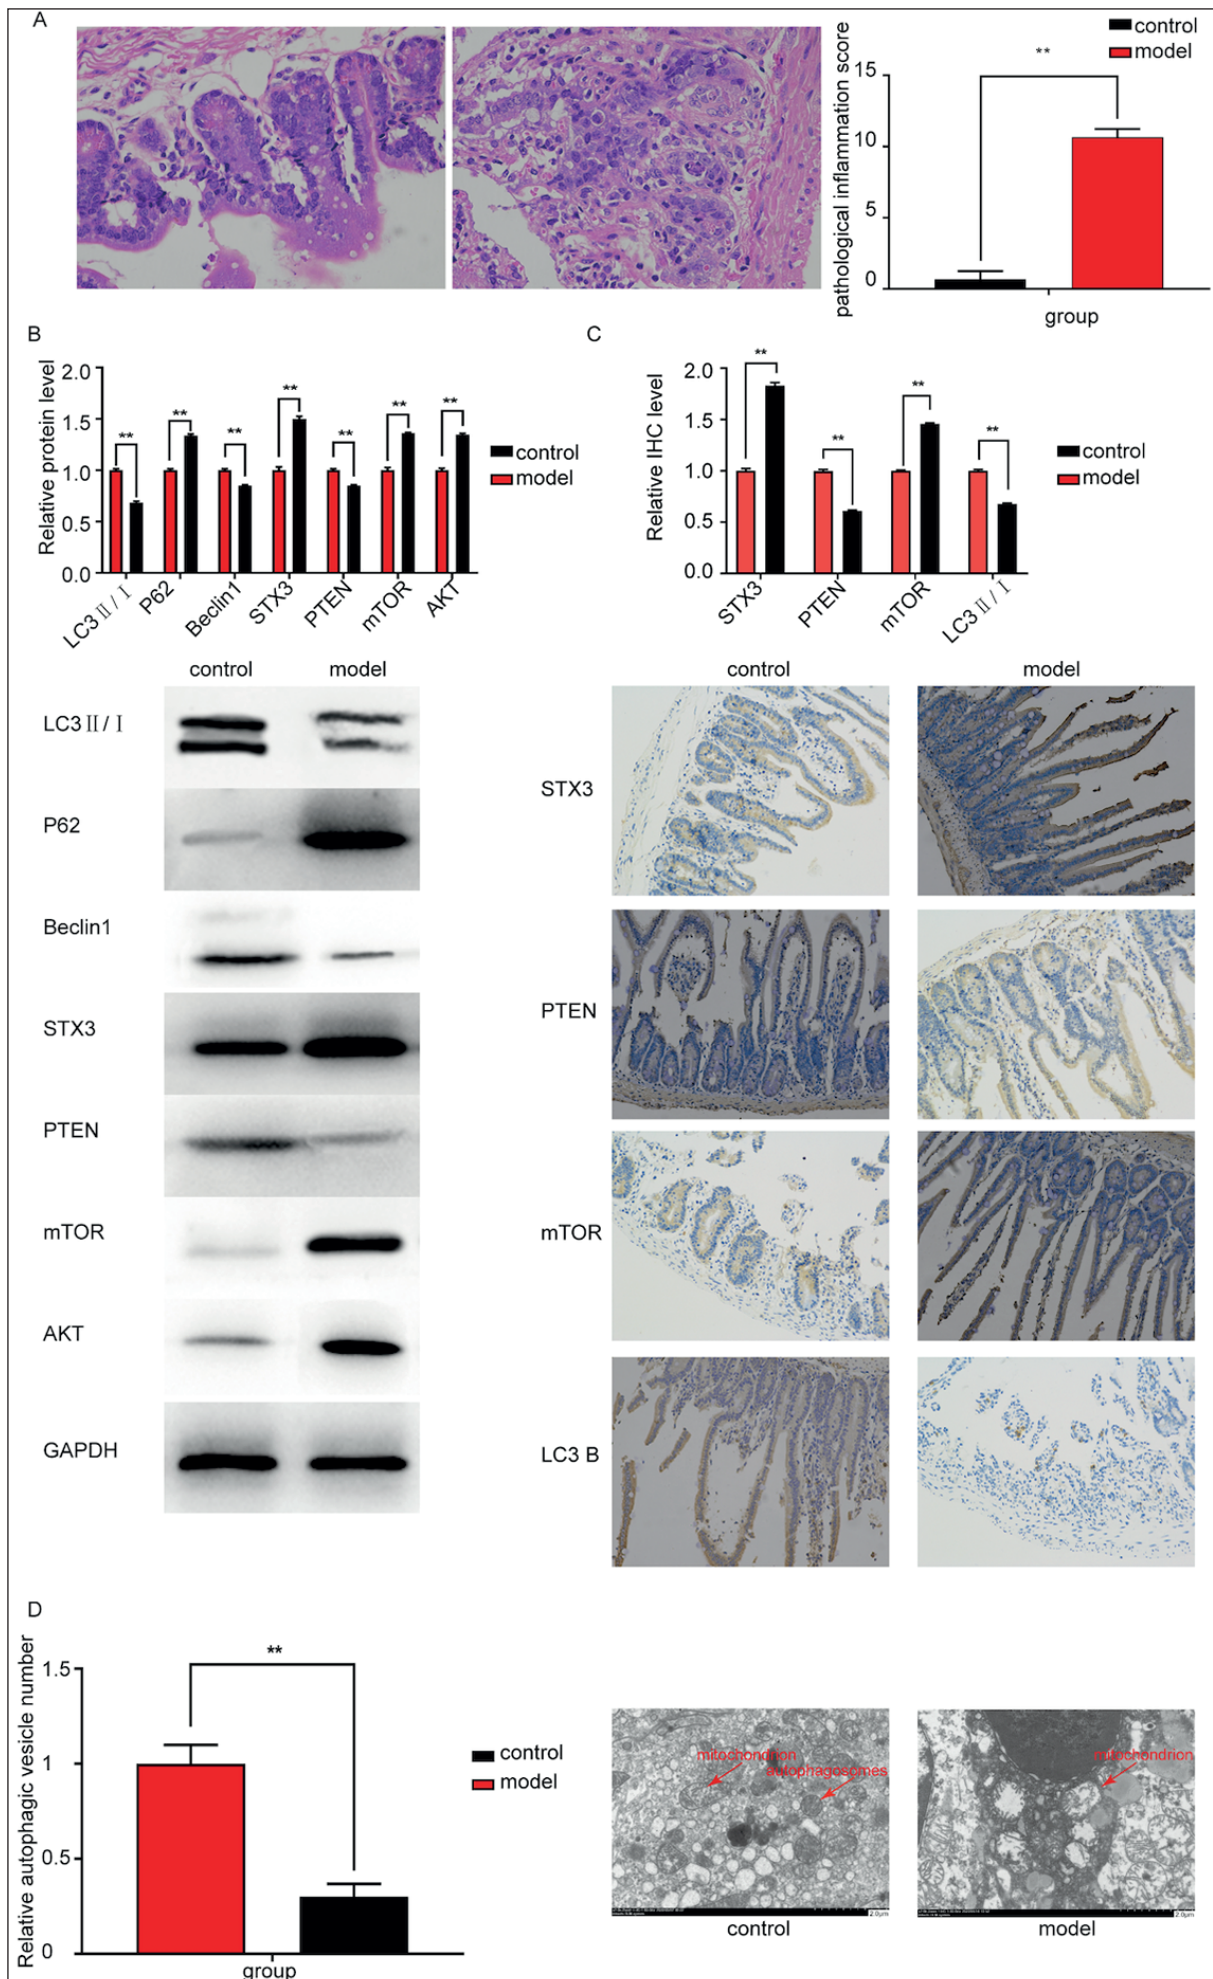 A
control
model
**
pathological inflammation score
15
10
5
0
group
B
Relative protein level
2.0
1.5
1.0
0.5
0.0
**
**
**
**
**
**
**
control
model
LC3 Ⅱ / Ⅰ
P62
Beclin1
STX3
PTEN
mTOR
AKT
C
Relative IHC level
2.0
1.5
1.0
0.5
0.0
**
**
**
**
control
model
STX3
PTEN
mTOR
LC3 Ⅱ / Ⅰ
control model
LC3 Ⅱ / Ⅰ
P62
Beclin1
STX3
PTEN
mTOR
AKT
GAPDH
control model
STX3
PTEN
mTOR
LC3 B
D
Relative autophagic vesicle number
1.5
1
0.5
0
**
group
control
model
mitochondrion
autophagosomes
2.0μm
control
mitochondrion
2.0μm
model